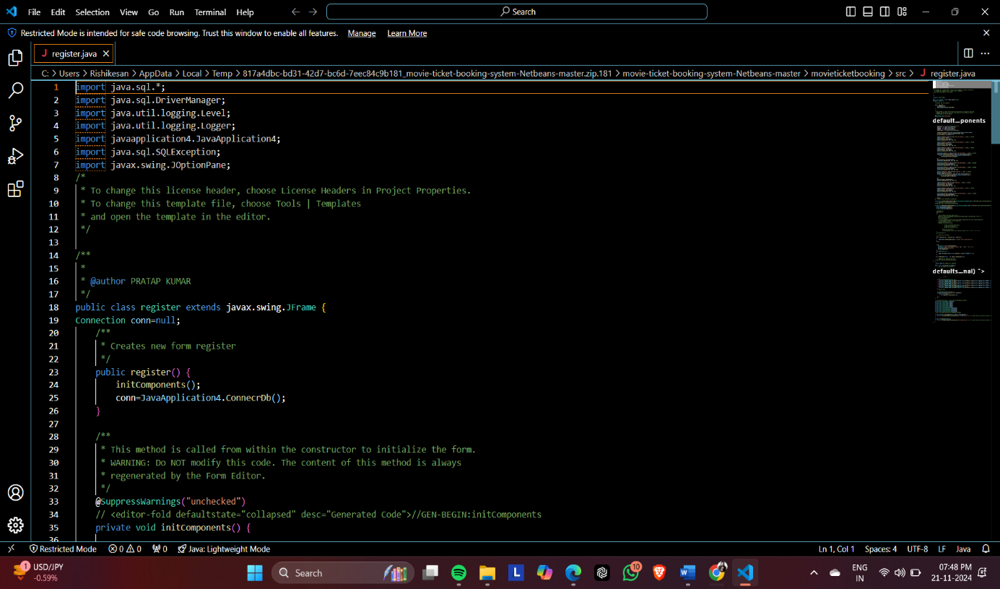 File Edit Selection View Go Run Terminal Help
Search
Restricted Mode is intended for safe code browsing. Trust this window to enable all features. Manage Learn More
J register.java
C: > Users > Rishikesan > AppData > Local > Temp > 817a4dbc-bd31-42d7-bc6d-7eec84c9b181_movie-ticket-booking-system-Netbeans-master.zip.181 > movie-ticket-booking-system-Netbeans-master > movieticketbooking > src > J register.java
1 import java.sql.*;
2 import java.sql.DriverManager;
3 import java.util.logging.Level;
4 import java.util.logging.Logger;
5 import javaapplication4.JavaApplication4;
6 import java.sql.SQLException;
7 import javax.swing.JOptionPane;
8 /*
9 * To change this license header, choose License Headers in Project Properties.
10 * To change this template file, choose Tools | Templates
11 * and open the template in the editor.
12 */
13
14 /**
15 *
16 * @author PRATAP KUMAR
17 */
18 public class register extends javax.swing.JFrame {
19 Connection conn=null;
20 /**
21 * Creates new form register
22 */
23 public register() {
24 initComponents();
25 conn=JavaApplication4.ConnecrDb();
26 }
27
28 /**
29 * This method is called from within the constructor to initialize the form.
30 * WARNING: Do NOT modify this code. The content of this method is always
31 * regenerated by the Form Editor.
32 */
33 @SuppressWarnings("unchecked")
34 // <editor-fold defaultstate="collapsed" desc="Generated Code">//GEN-BEGIN:initComponents
35 private void initComponents() {
36
default...ponents
defaults...nal) ">
Restricted Mode 0 0 0 Java: Lightweight Mode
Ln 1, Col 1 Spaces: 4 UTF-8 LF Java
1 USD/JPY
-0.59%
Search
L
10
W
ENG
IN
07:48 PM
21-11-2024